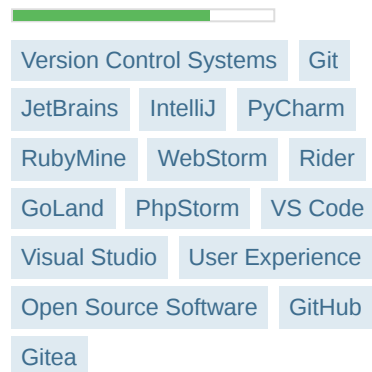 Version Control Systems Git
JetBrains IntelliJ PyCharm
RubyMine WebStorm Rider
GoLand PhpStorm VS Code
Visual Studio User Experience
Open Source Software GitHub
Gitea